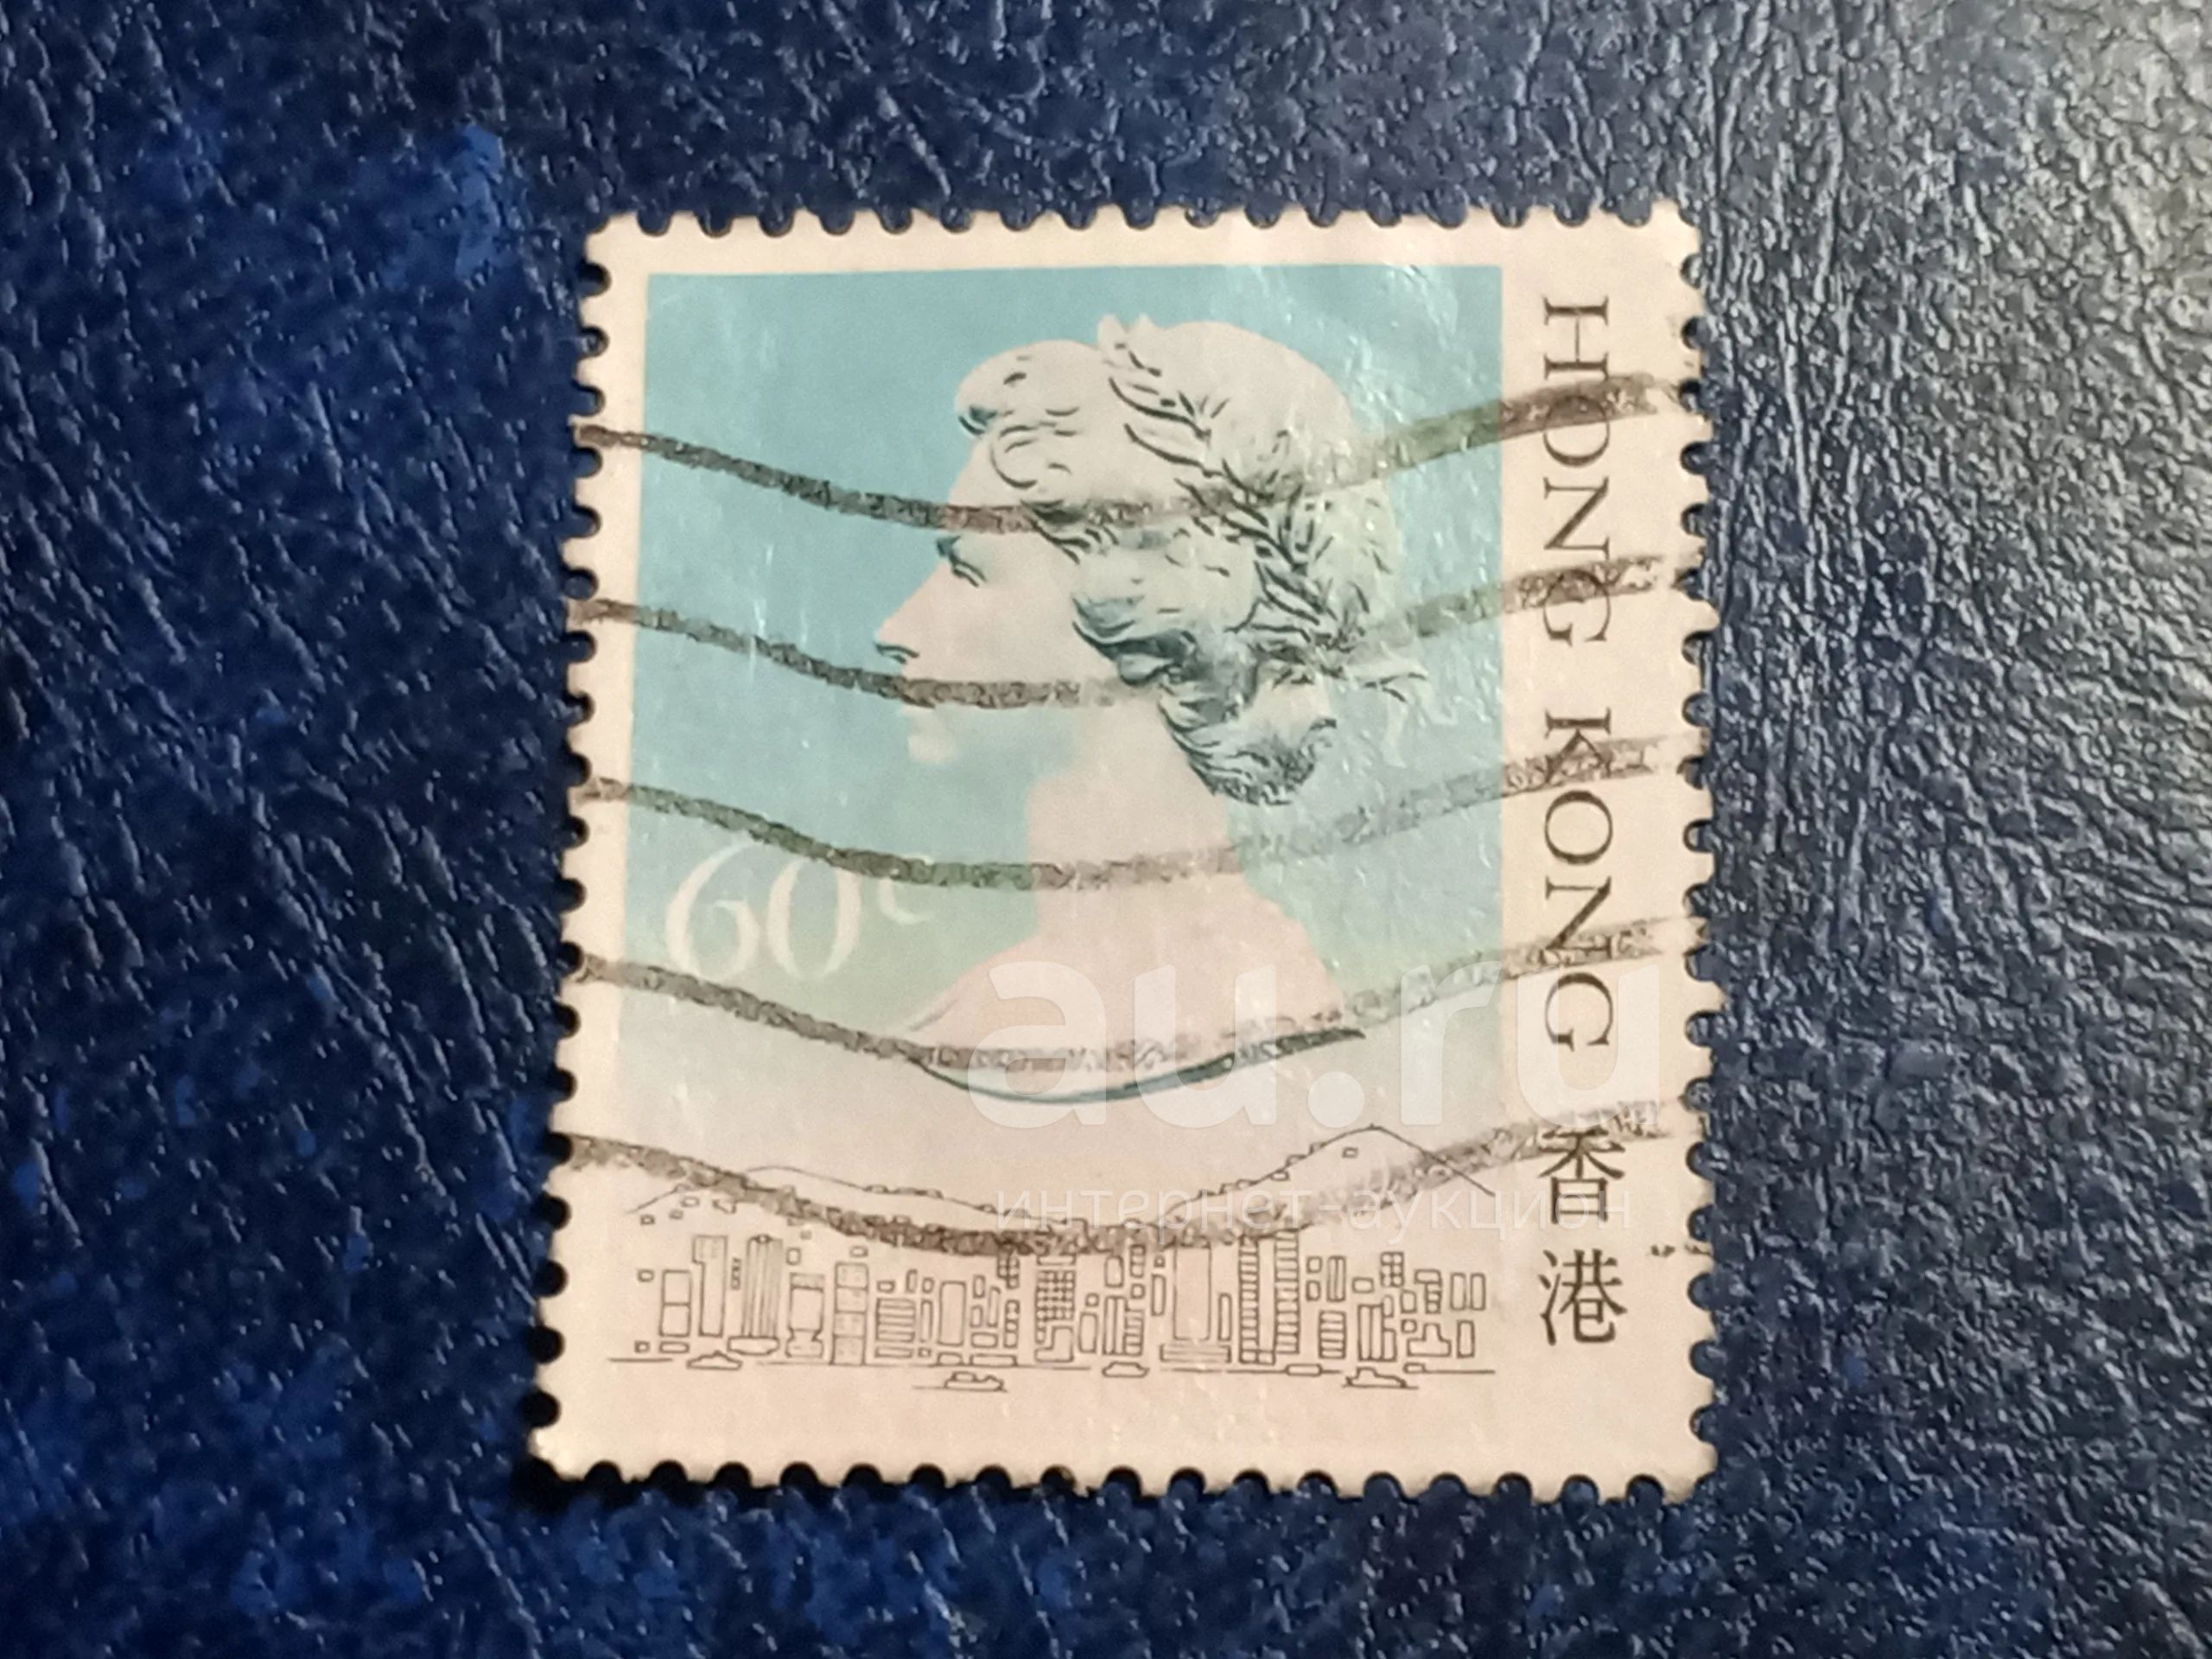 HONG KONG 香港
60c
au.ru
интернет-аукцион